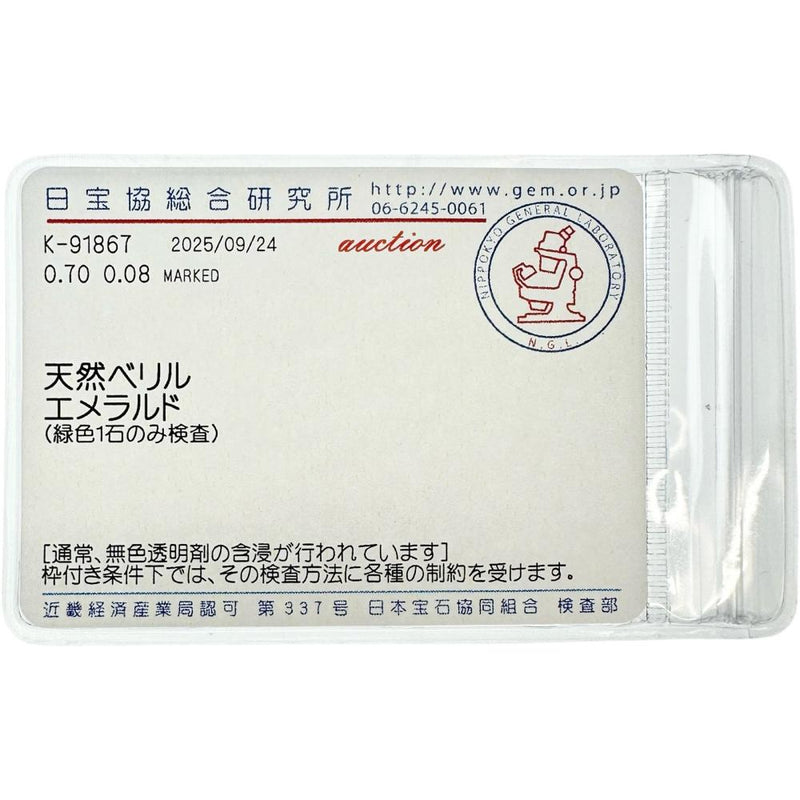 日宝協総合研究所 http://www.gem.or.jp
06-6245-0061
K-91867 2025/09/24 auction
0.70 0.08 MARKED
NIPPOKYO GENERAL LABORATORY
N.G.L.
天然ベリル
エメラルド
(緑色1石のみ検査)
[通常、無色透明剤の含浸が行われています]
枠付き条件下では、その検査方法に各種の制約を受けます。
近畿経済産業局認可 第337号 日本宝石協同組合 検査部